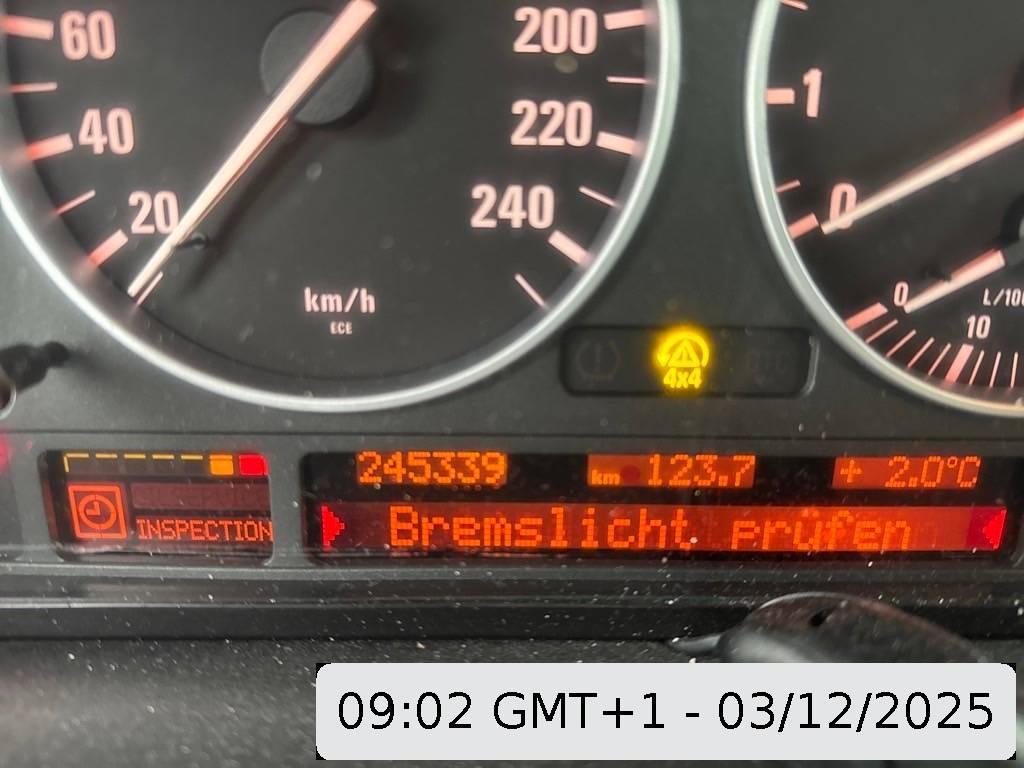 60
40
20
200
220
240
km/h
ECE
1
0
0
10
4x4
245339
km 123.7
+ 2.0°C
INSPECTION
Bremslicht prüfen
09:02 GMT+1 - 03/12/2025